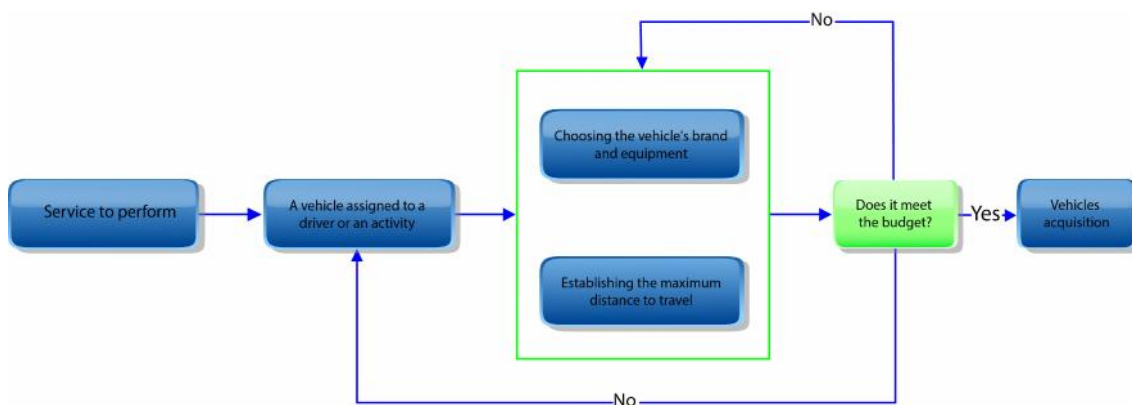 No
Choosing the vehicle's brand
and equipment
Service to perform
A vehicle assigned to a
driver or an activity
Does it meet
the budget?
Yes
Vehicles
acquisition
Establishing the maximum
distance to travel
No